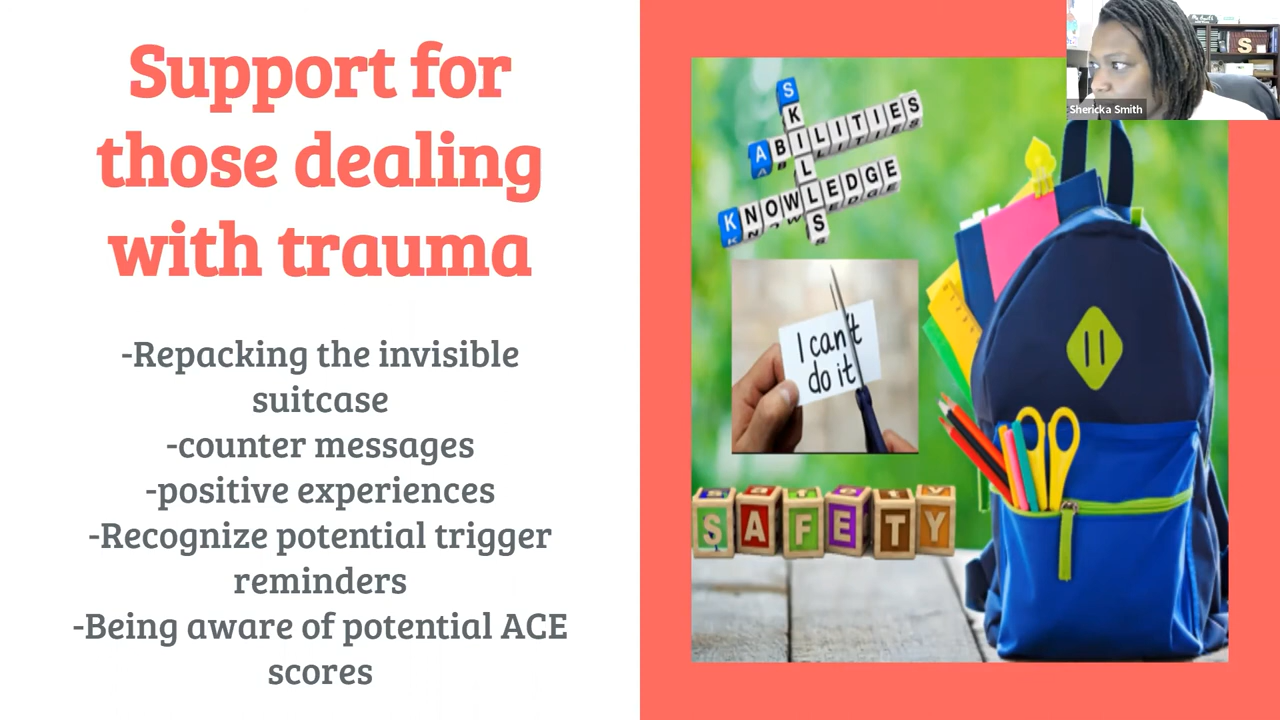 Support for
those dealing
with trauma
-Repacking the invisible
suitcase
-counter messages
-positive experiences
-Recognize potential trigger
reminders
-Being aware of potential ACE
scores
SKILLS
ABILITIES
KNOWLEDGE
I can't
do it
SAFETY
S
Shericka Smith